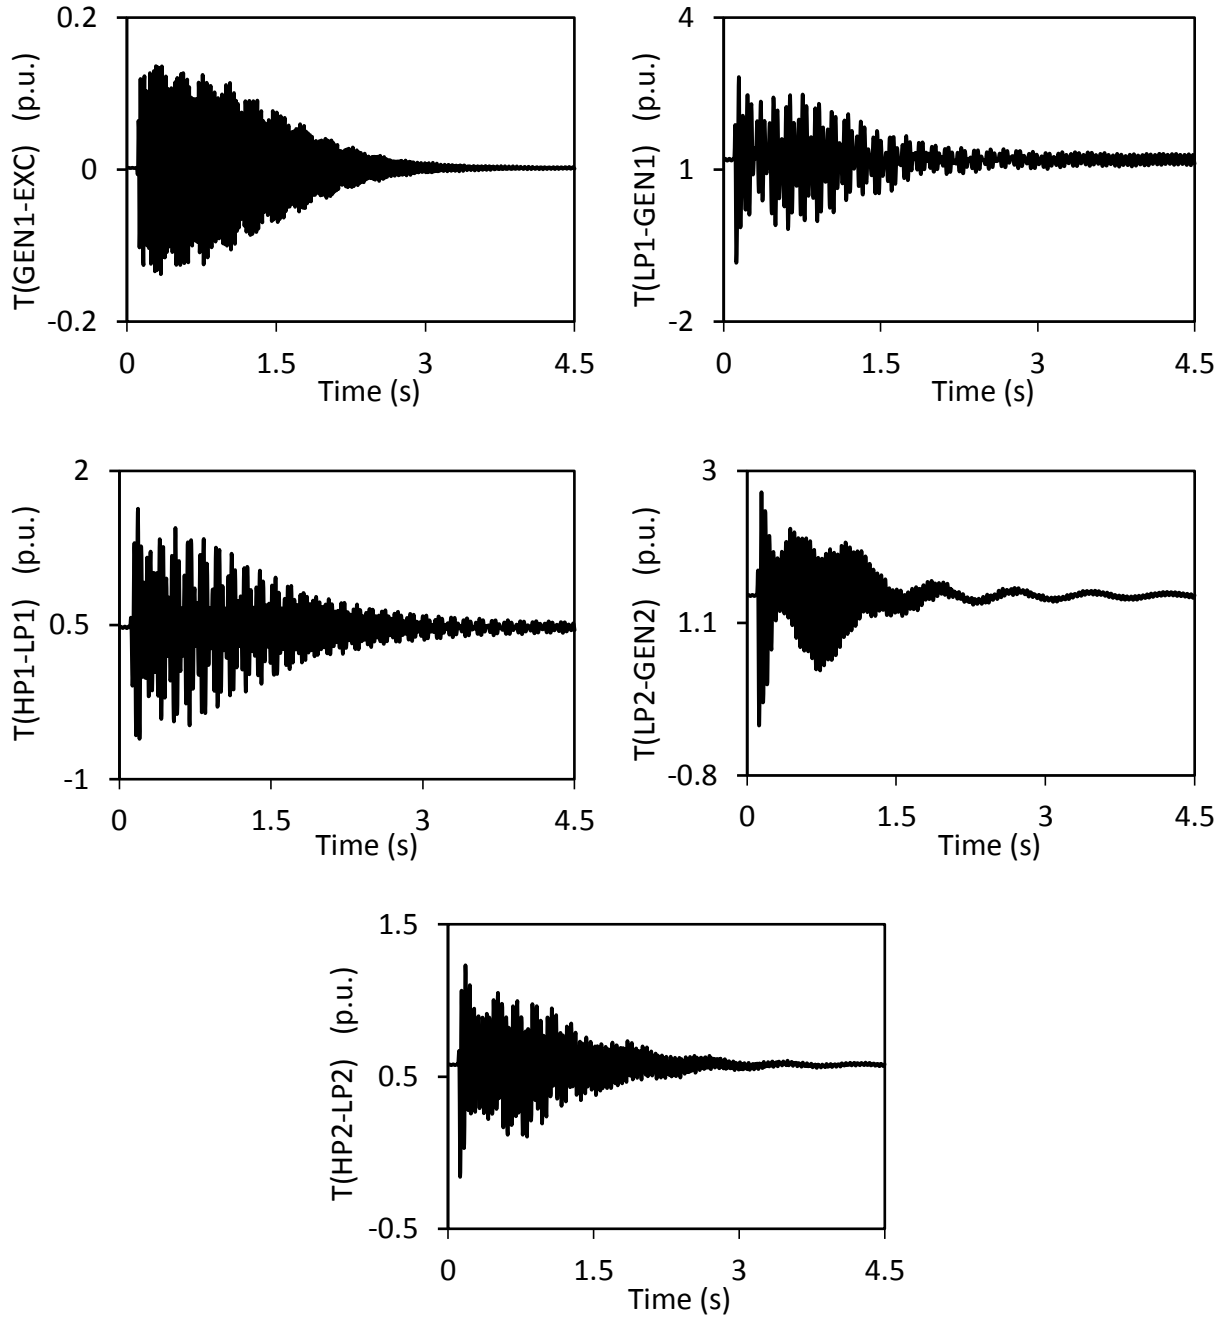 0.2
0
-0.2
T(GEN1-EXC) (p.u.)
0 1.5 3 4.5
Time (s)
4
1
-2
T(LP1-GEN1) (p.u.)
0 1.5 3 4.5
Time (s)
2
0.5
-1
T(HP1-LP1) (p.u.)
0 1.5 3 4.5
Time (s)
3
1.1
-0.8
T(LP2-GEN2) (p.u.)
0 1.5 3 4.5
Time (s)
1.5
0.5
-0.5
T(HP2-LP2) (p.u.)
0 1.5 3 4.5
Time (s)